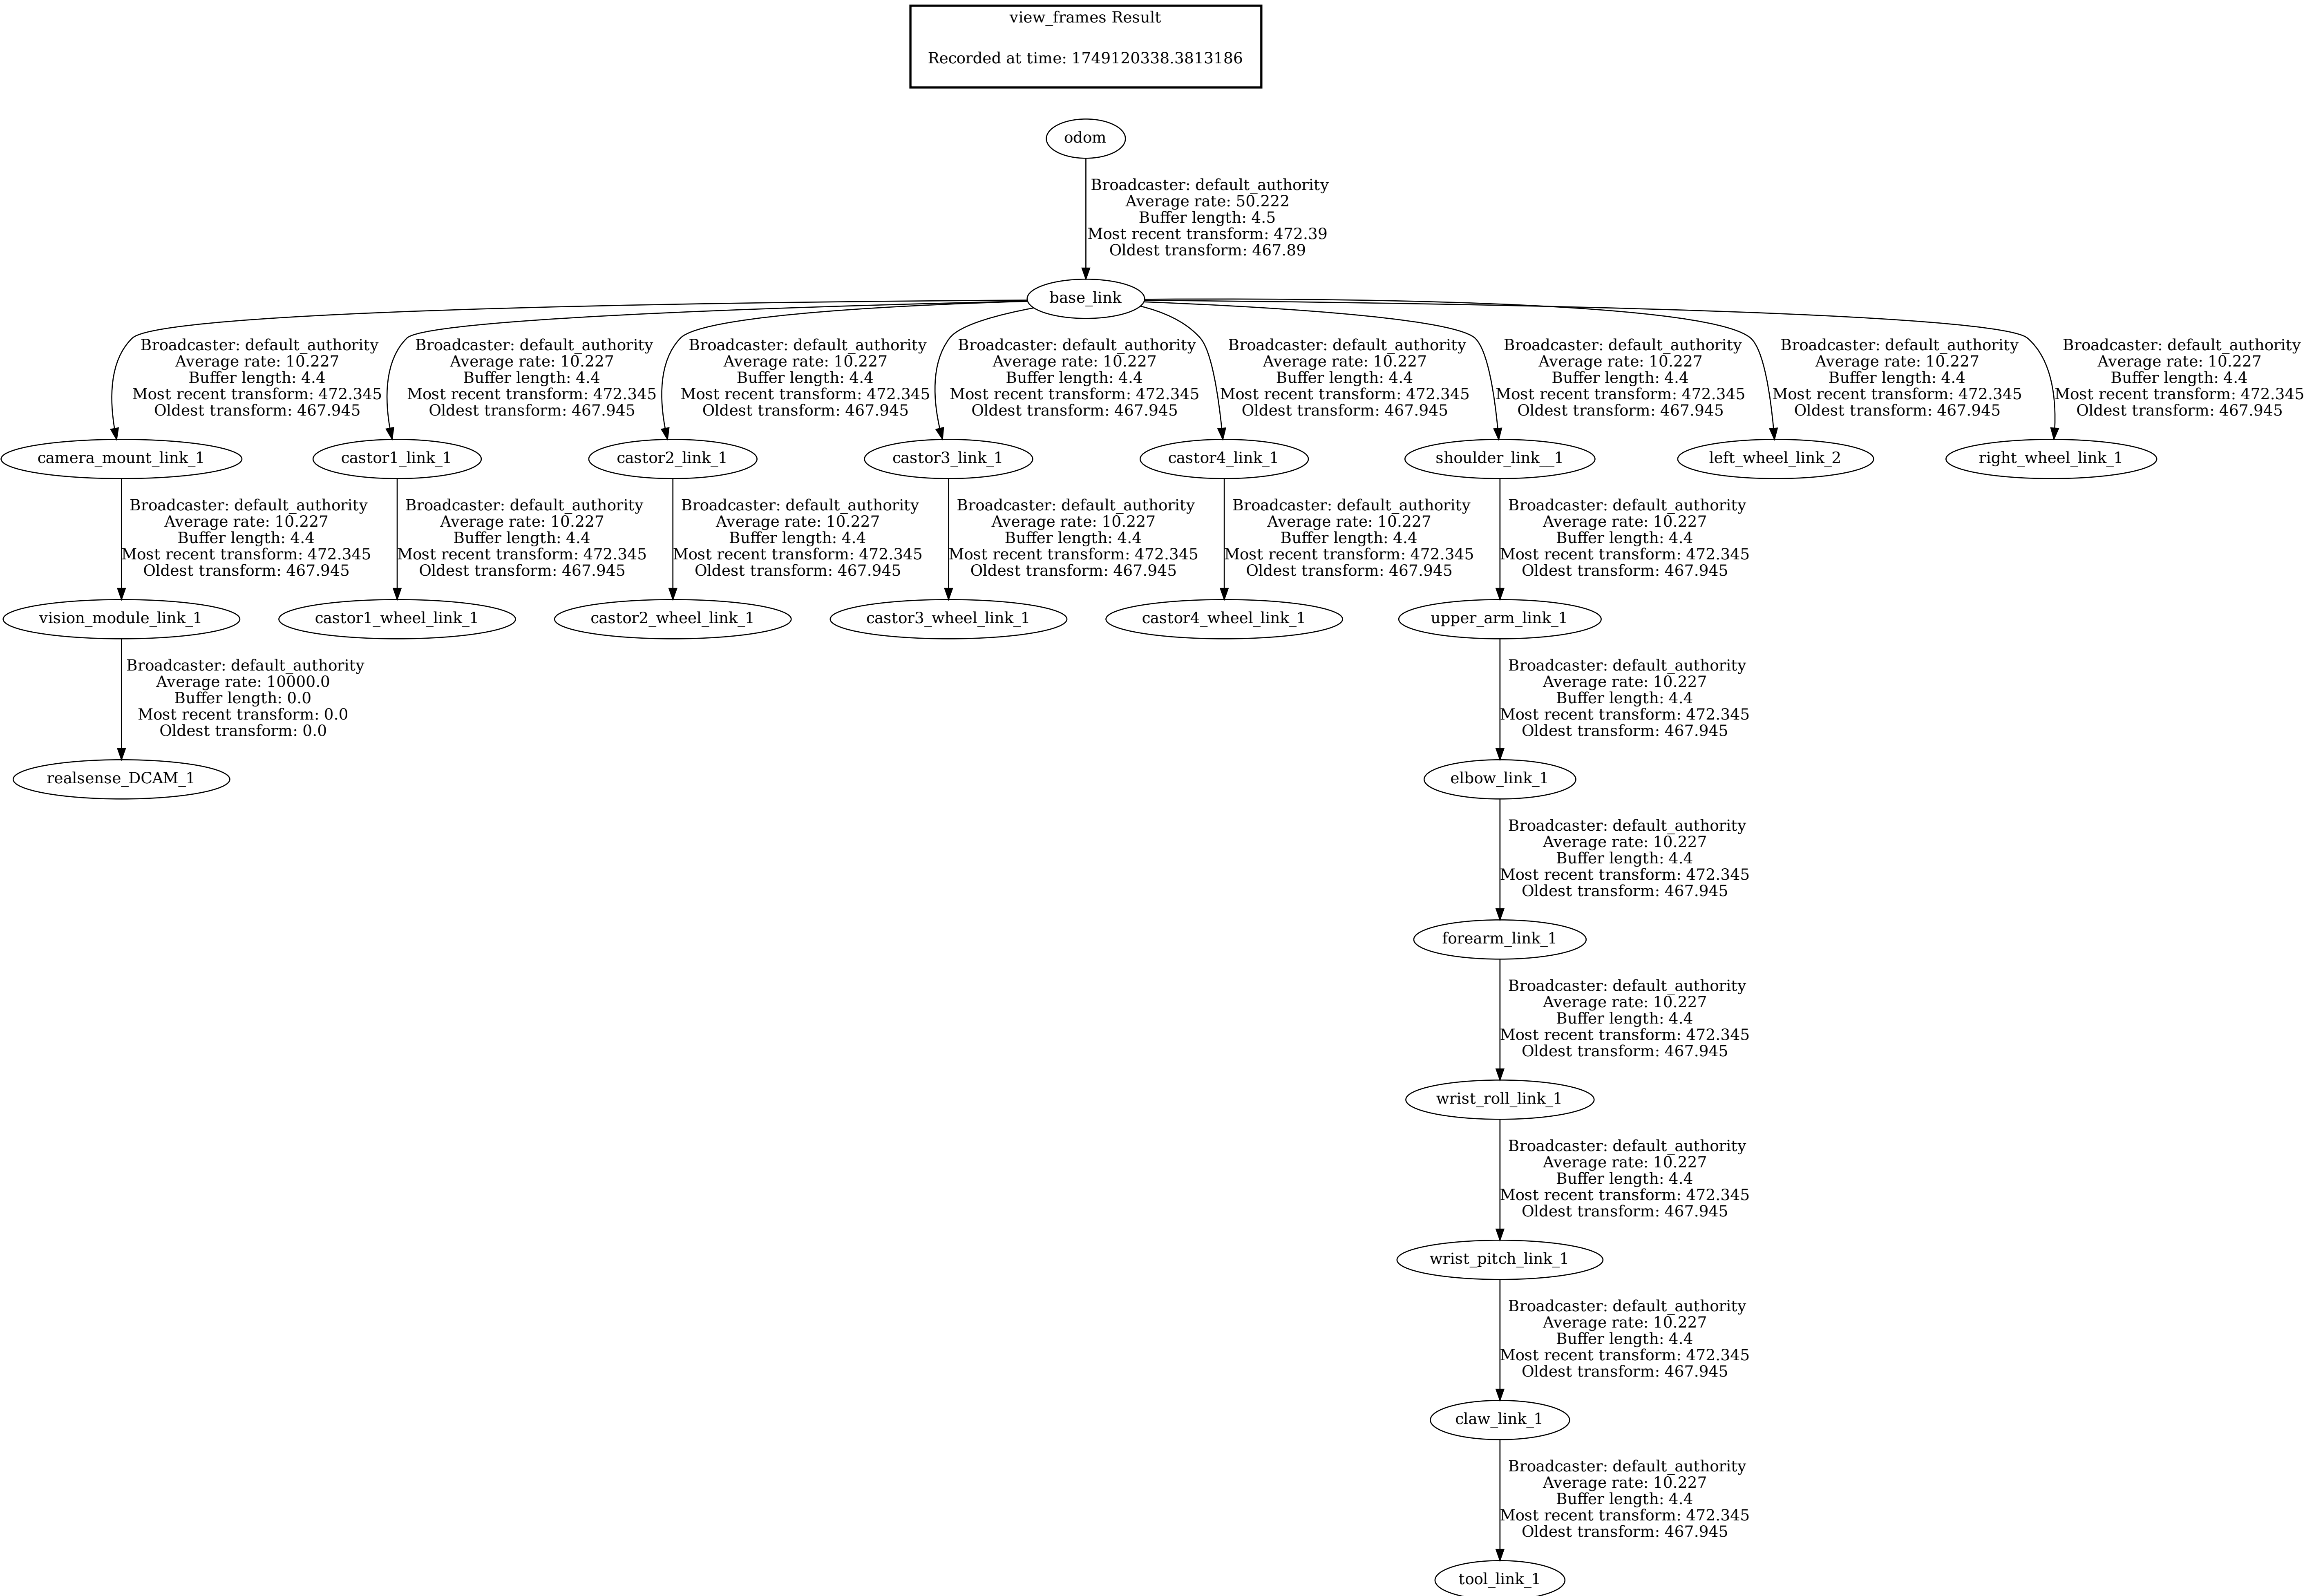 view_frames Result
Recorded at time: 1749120338.3813186
odom
Broadcaster: default_authority
Average rate: 50.222
Buffer length: 4.5
Most recent transform: 472.39
Oldest transform: 467.89
base_link
Broadcaster: default_authority
Average rate: 10.227
Buffer length: 4.4
Most recent transform: 472.345
Oldest transform: 467.945
Broadcaster: default_authority
Average rate: 10.227
Buffer length: 4.4
Most recent transform: 472.345
Oldest transform: 467.945
Broadcaster: default_authority
Average rate: 10.227
Buffer length: 4.4
Most recent transform: 472.345
Oldest transform: 467.945
Broadcaster: default_authority
Average rate: 10.227
Buffer length: 4.4
Most recent transform: 472.345
Oldest transform: 467.945
Broadcaster: default_authority
Average rate: 10.227
Buffer length: 4.4
Most recent transform: 472.345
Oldest transform: 467.945
Broadcaster: default_authority
Average rate: 10.227
Buffer length: 4.4
Most recent transform: 472.345
Oldest transform: 467.945
Broadcaster: default_authority
Average rate: 10.227
Buffer length: 4.4
Most recent transform: 472.345
Oldest transform: 467.945
Broadcaster: default_authority
Average rate: 10.227
Buffer length: 4.4
Most recent transform: 472.345
Oldest transform: 467.945
camera_mount_link_1
castor1_link_1
castor2_link_1
castor3_link_1
castor4_link_1
shoulder_link__1
left_wheel_link_2
right_wheel_link_1
Broadcaster: default_authority
Average rate: 10.227
Buffer length: 4.4
Most recent transform: 472.345
Oldest transform: 467.945
Broadcaster: default_authority
Average rate: 10.227
Buffer length: 4.4
Most recent transform: 472.345
Oldest transform: 467.945
Broadcaster: default_authority
Average rate: 10.227
Buffer length: 4.4
Most recent transform: 472.345
Oldest transform: 467.945
Broadcaster: default_authority
Average rate: 10.227
Buffer length: 4.4
Most recent transform: 472.345
Oldest transform: 467.945
Broadcaster: default_authority
Average rate: 10.227
Buffer length: 4.4
Most recent transform: 472.345
Oldest transform: 467.945
Broadcaster: default_authority
Average rate: 10.227
Buffer length: 4.4
Most recent transform: 472.345
Oldest transform: 467.945
vision_module_link_1
castor1_wheel_link_1
castor2_wheel_link_1
castor3_wheel_link_1
castor4_wheel_link_1
upper_arm_link_1
Broadcaster: default_authority
Average rate: 10000.0
Buffer length: 0.0
Most recent transform: 0.0
Oldest transform: 0.0
Broadcaster: default_authority
Average rate: 10.227
Buffer length: 4.4
Most recent transform: 472.345
Oldest transform: 467.945
realsense_DCAM_1
elbow_link_1
Broadcaster: default_authority
Average rate: 10.227
Buffer length: 4.4
Most recent transform: 472.345
Oldest transform: 467.945
forearm_link_1
Broadcaster: default_authority
Average rate: 10.227
Buffer length: 4.4
Most recent transform: 472.345
Oldest transform: 467.945
wrist_roll_link_1
Broadcaster: default_authority
Average rate: 10.227
Buffer length: 4.4
Most recent transform: 472.345
Oldest transform: 467.945
wrist_pitch_link_1
Broadcaster: default_authority
Average rate: 10.227
Buffer length: 4.4
Most recent transform: 472.345
Oldest transform: 467.945
claw_link_1
Broadcaster: default_authority
Average rate: 10.227
Buffer length: 4.4
Most recent transform: 472.345
Oldest transform: 467.945
tool_link_1